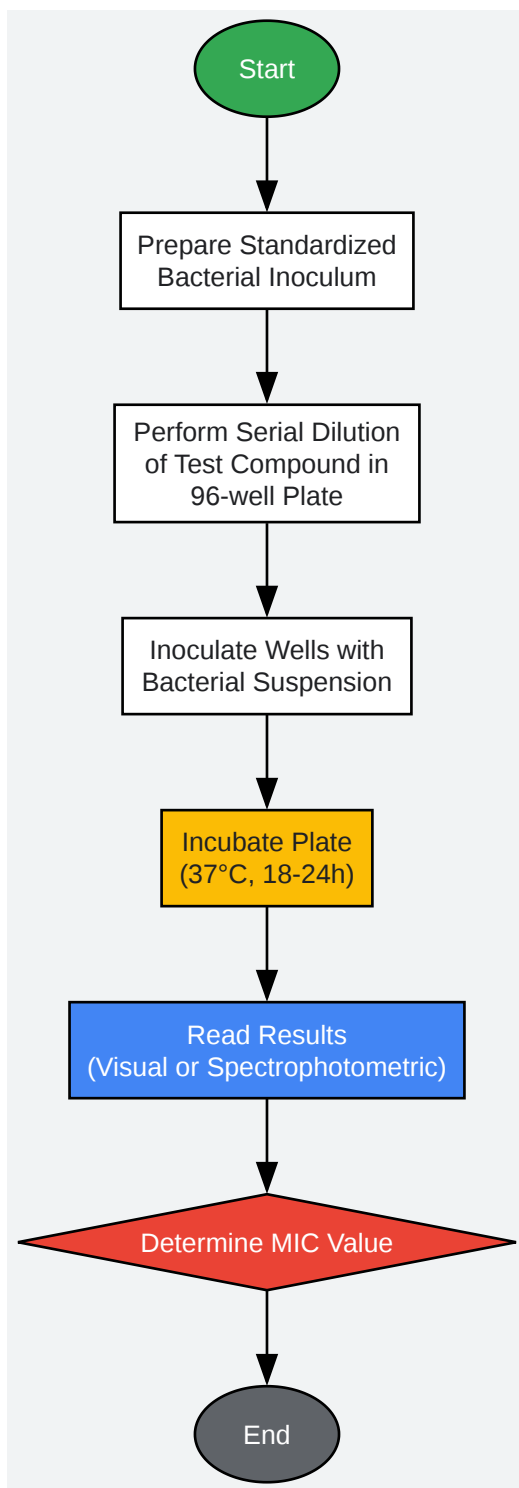 Start
Prepare Standardized
Bacterial Inoculum
Perform Serial Dilution
of Test Compound in
96-well Plate
Inoculate Wells with
Bacterial Suspension
Incubate Plate
(37°C, 18-24h)
Read Results
(Visual or Spectrophotometric)
Determine MIC Value
End